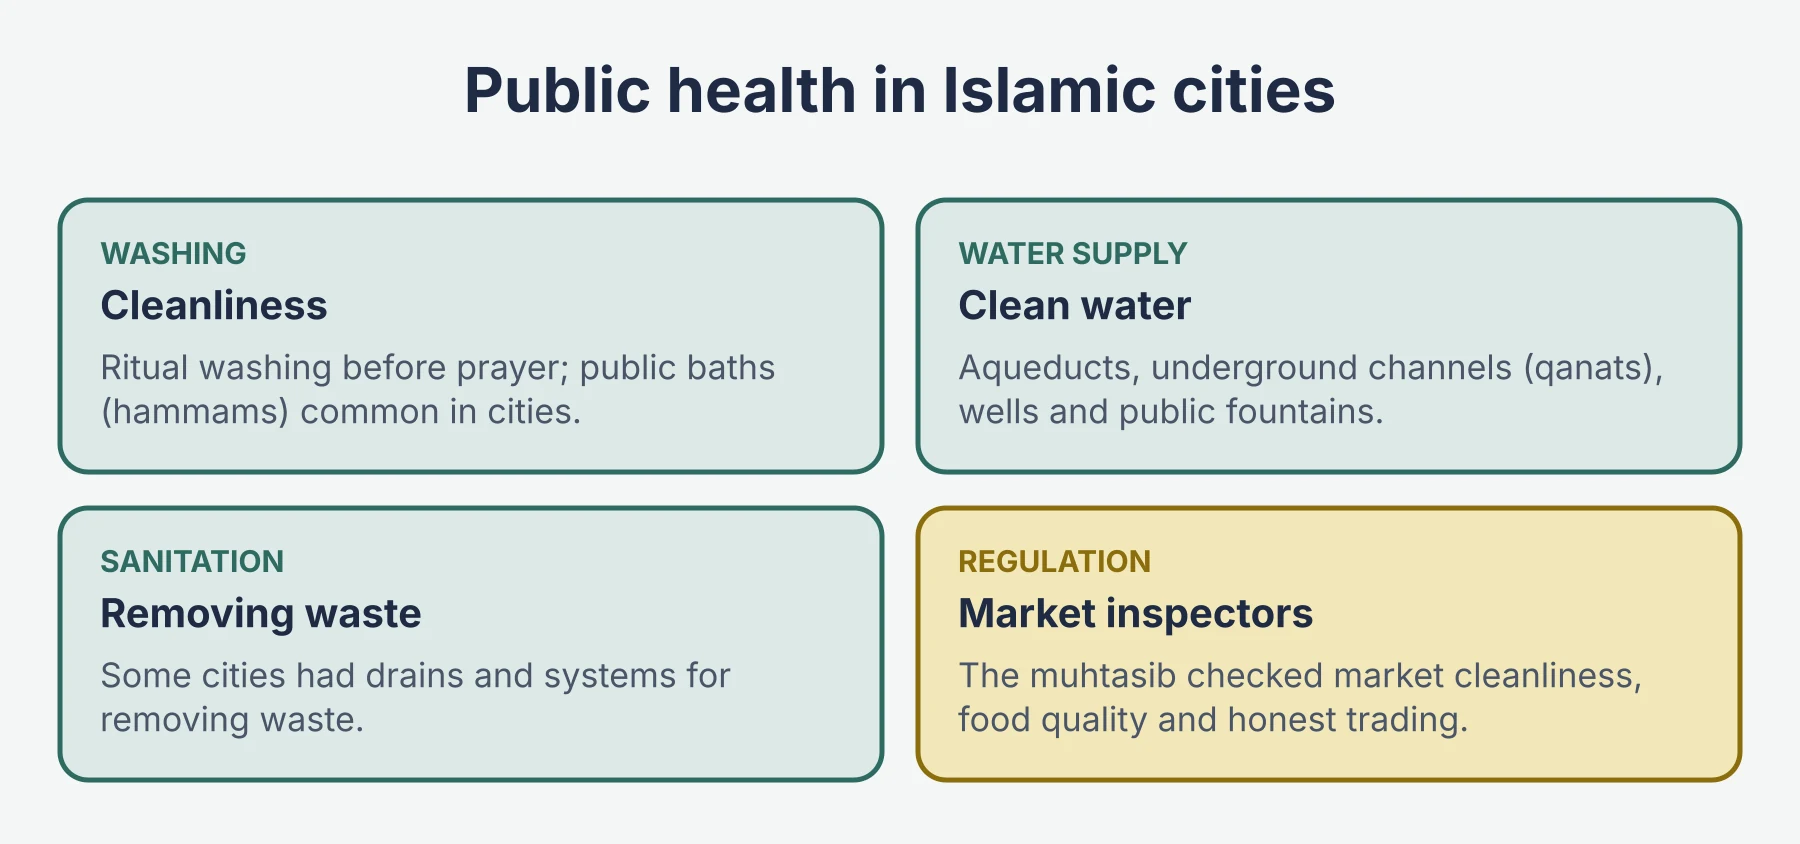 Public health in Islamic cities
WASHING
Cleanliness
Ritual washing before prayer; public baths
(hammams) common in cities.
WATER SUPPLY
Clean water
Aqueducts, underground channels (qanats),
wells and public fountains.
SANITATION
Removing waste
Some cities had drains and systems for
removing waste.
REGULATION
Market inspectors
The muhtasib checked market cleanliness,
food quality and honest trading.